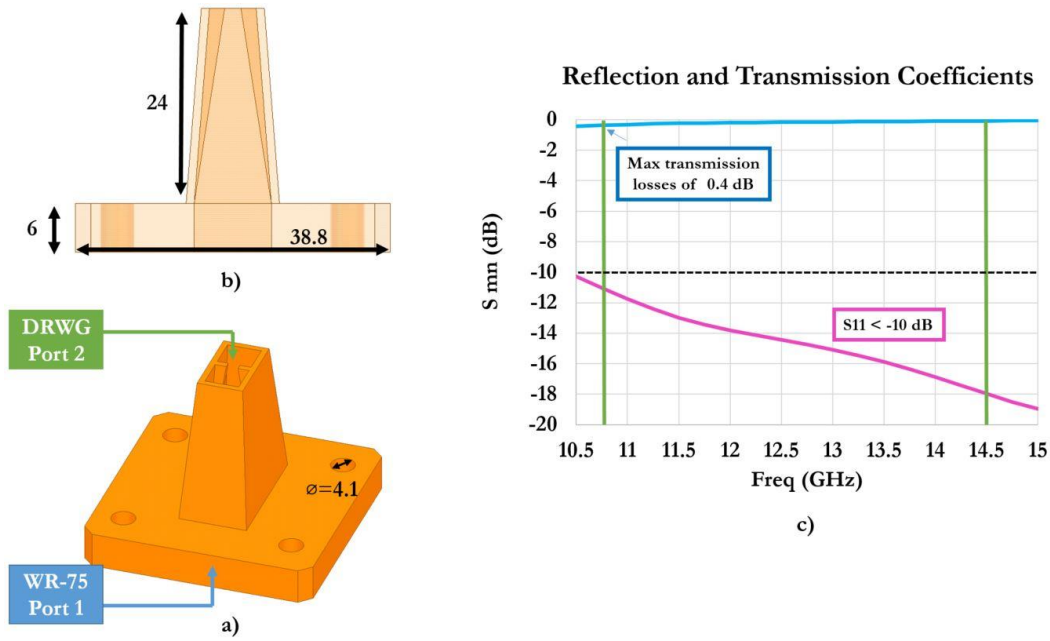 24
6
38.8
b)
DRWG
Port 2
ø=4.1
WR-75
Port 1
a)
Reflection and Transmission Coefficients
S mn (dB)
0
-2
-4
-6
-8
-10
-12
-14
-16
-18
-20
Max transmission
losses of 0.4 dB
S11 < -10 dB
10.5 11 11.5 12 12.5 13 13.5 14 14.5 15
Freq (GHz)
c)